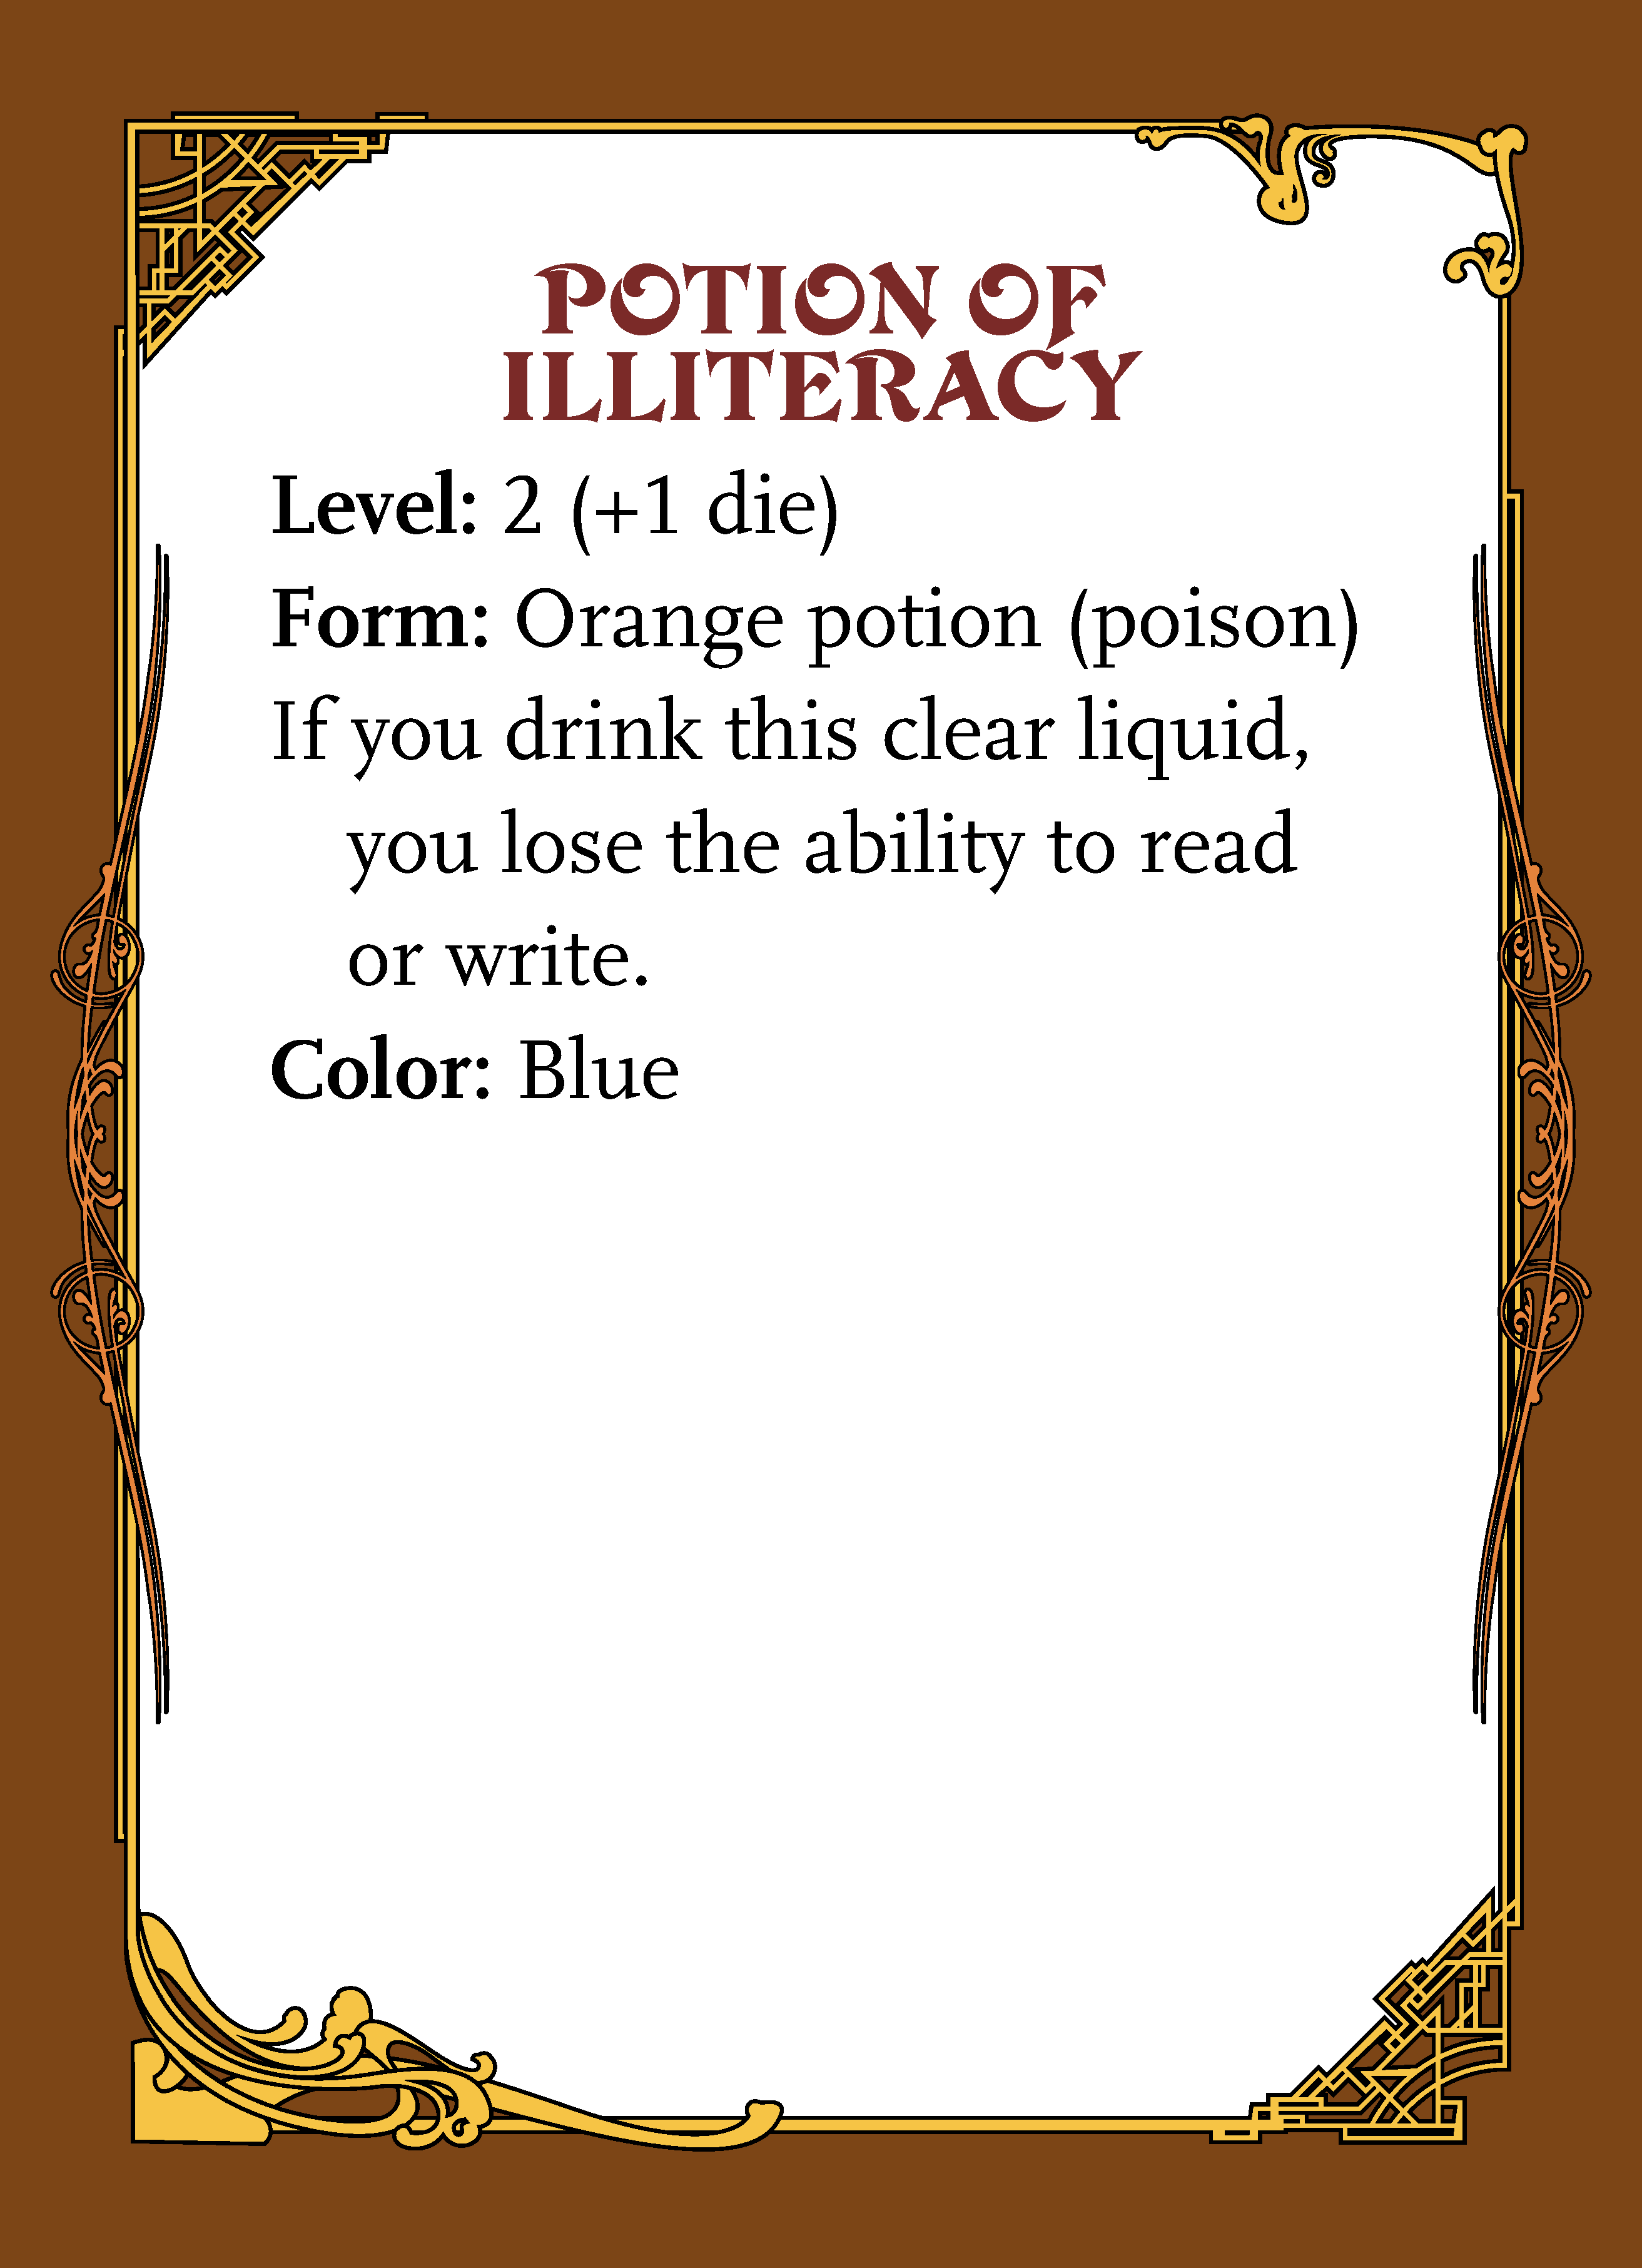 POTION OF
ILLITERACY
Level: 2 (+1 die)
Form: Orange potion (poison)
If you drink this clear liquid,
you lose the ability to read
or write.
Color: Blue